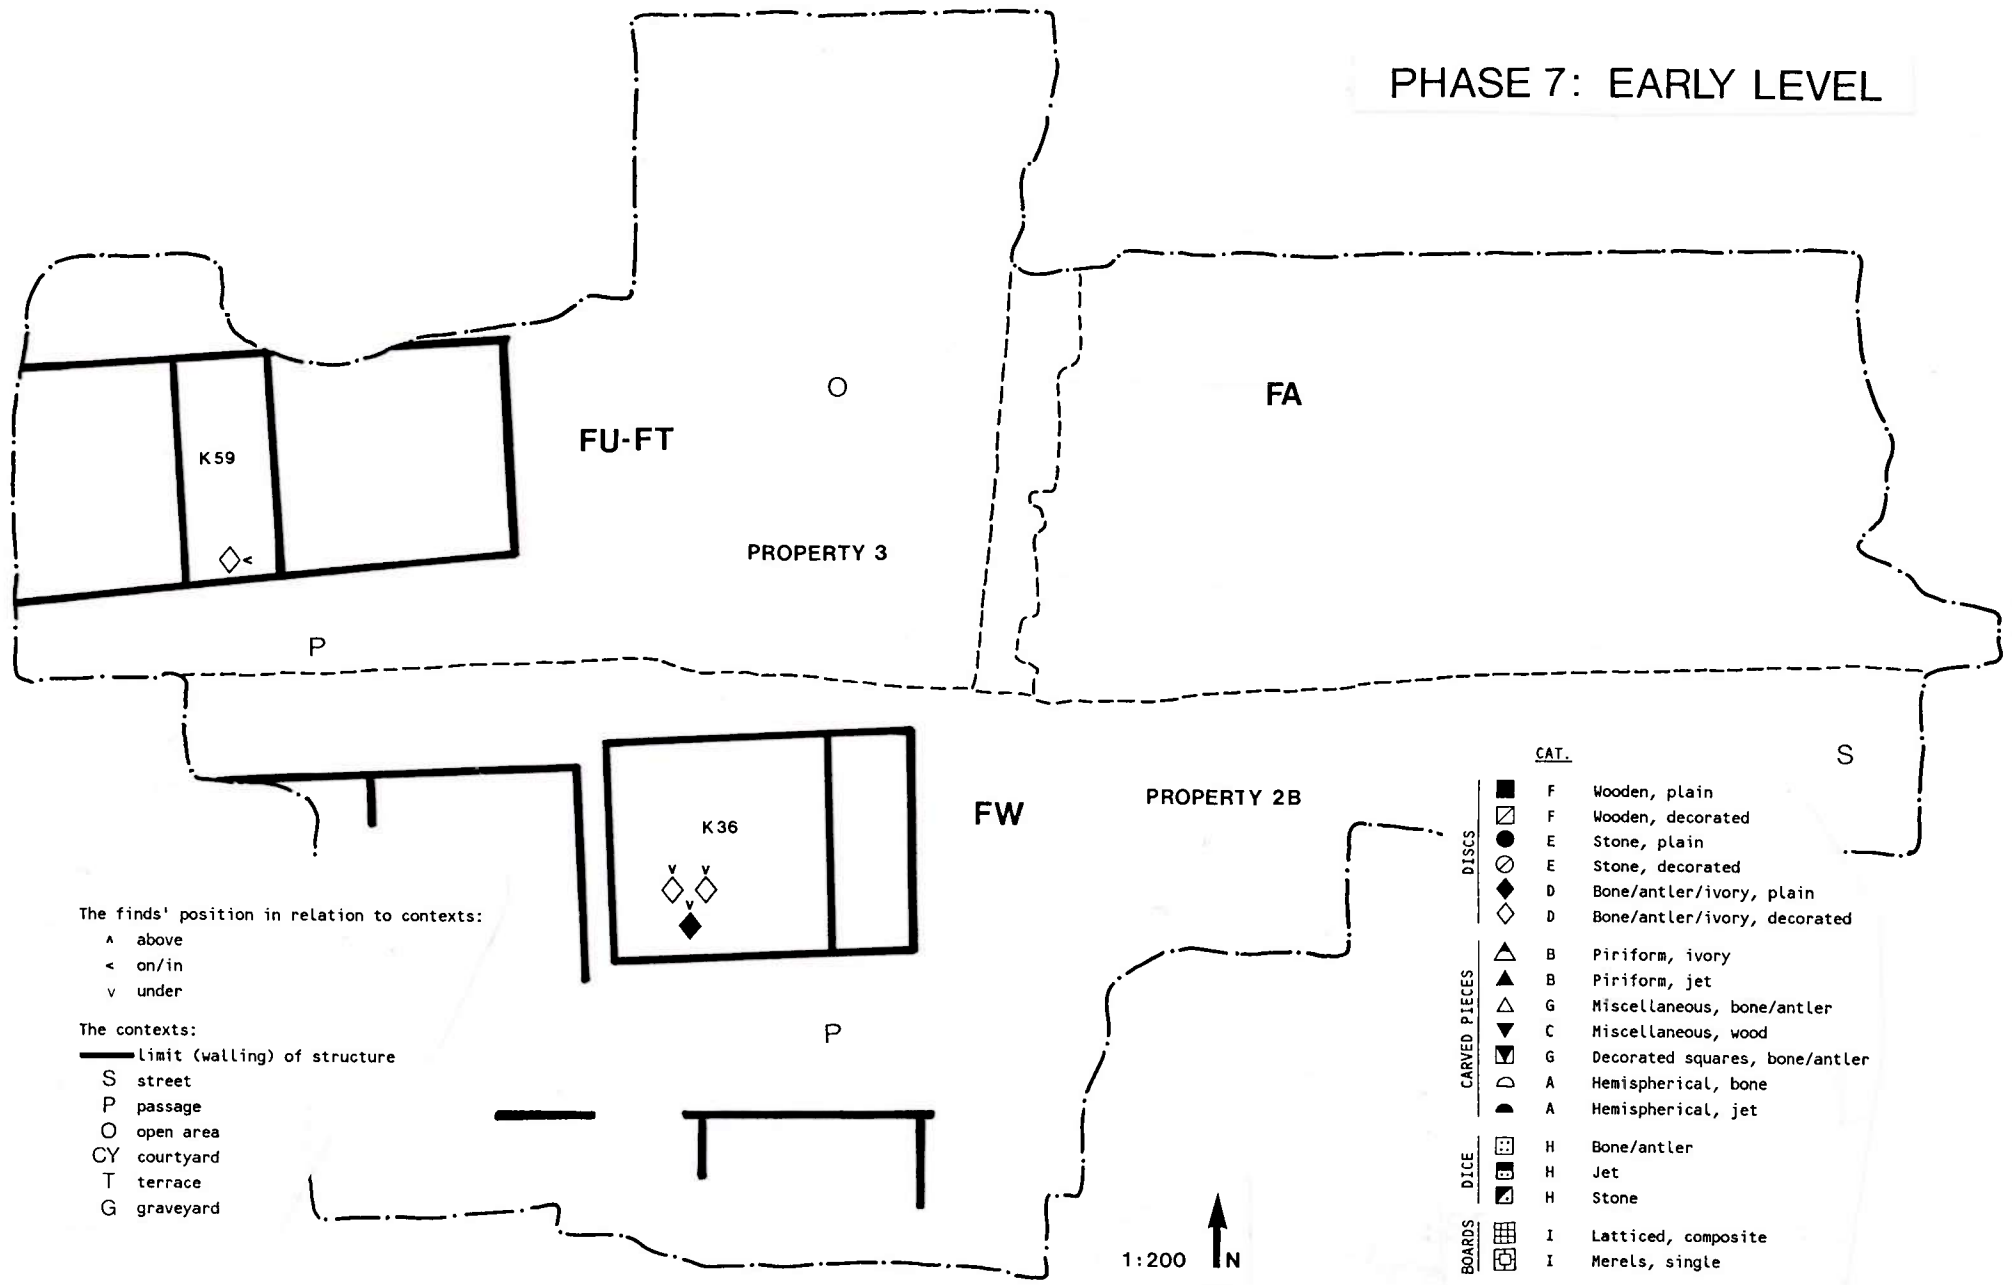 PHASE 7: EARLY LEVEL
O
FA
FU-FT
K59
<
PROPERTY 3
P
S
PROPERTY 2B
FW
K36
v v
v
P
The finds' position in relation to contexts:
ʌ above
< on/in
v under
The contexts:
limit (walling) of structure
S street
P passage
O open area
CY courtyard
T terrace
G graveyard
CAT.
DISCS
F Wooden, plain
F Wooden, decorated
E Stone, plain
E Stone, decorated
D Bone/antler/ivory, plain
D Bone/antler/ivory, decorated
CARVED PIECES
B Piriform, ivory
B Piriform, jet
G Miscellaneous, bone/antler
C Miscellaneous, wood
G Decorated squares, bone/antler
A Hemispherical, bone
A Hemispherical, jet
DICE
H Bone/antler
H Jet
H Stone
BOARDS
I Latticed, composite
I Merels, single
1:200 N